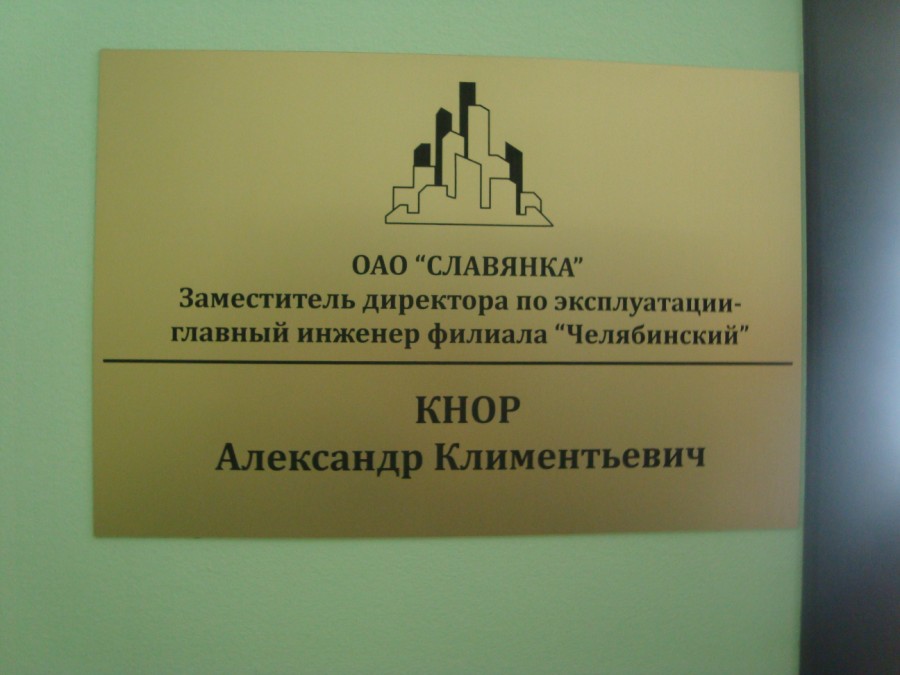 ОАО “СЛАВЯНКА”
Заместитель директора по эксплуатации-
главный инженер филиала “Челябинский”
КНОР
Александр Климентьевич